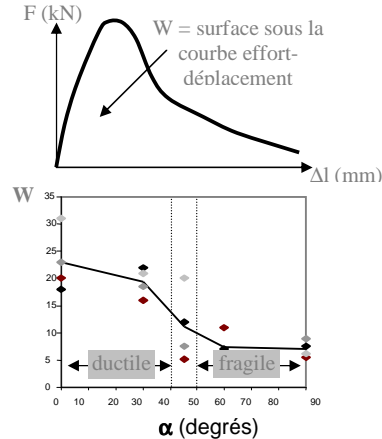 F (kN)
W = surface sous la
courbe effort-
déplacement
Δl (mm)
W
35
30
25
20
15
10
5
0
ductile
fragile
0 10 20 30 40 50 60 70 80 90
α (degrés)